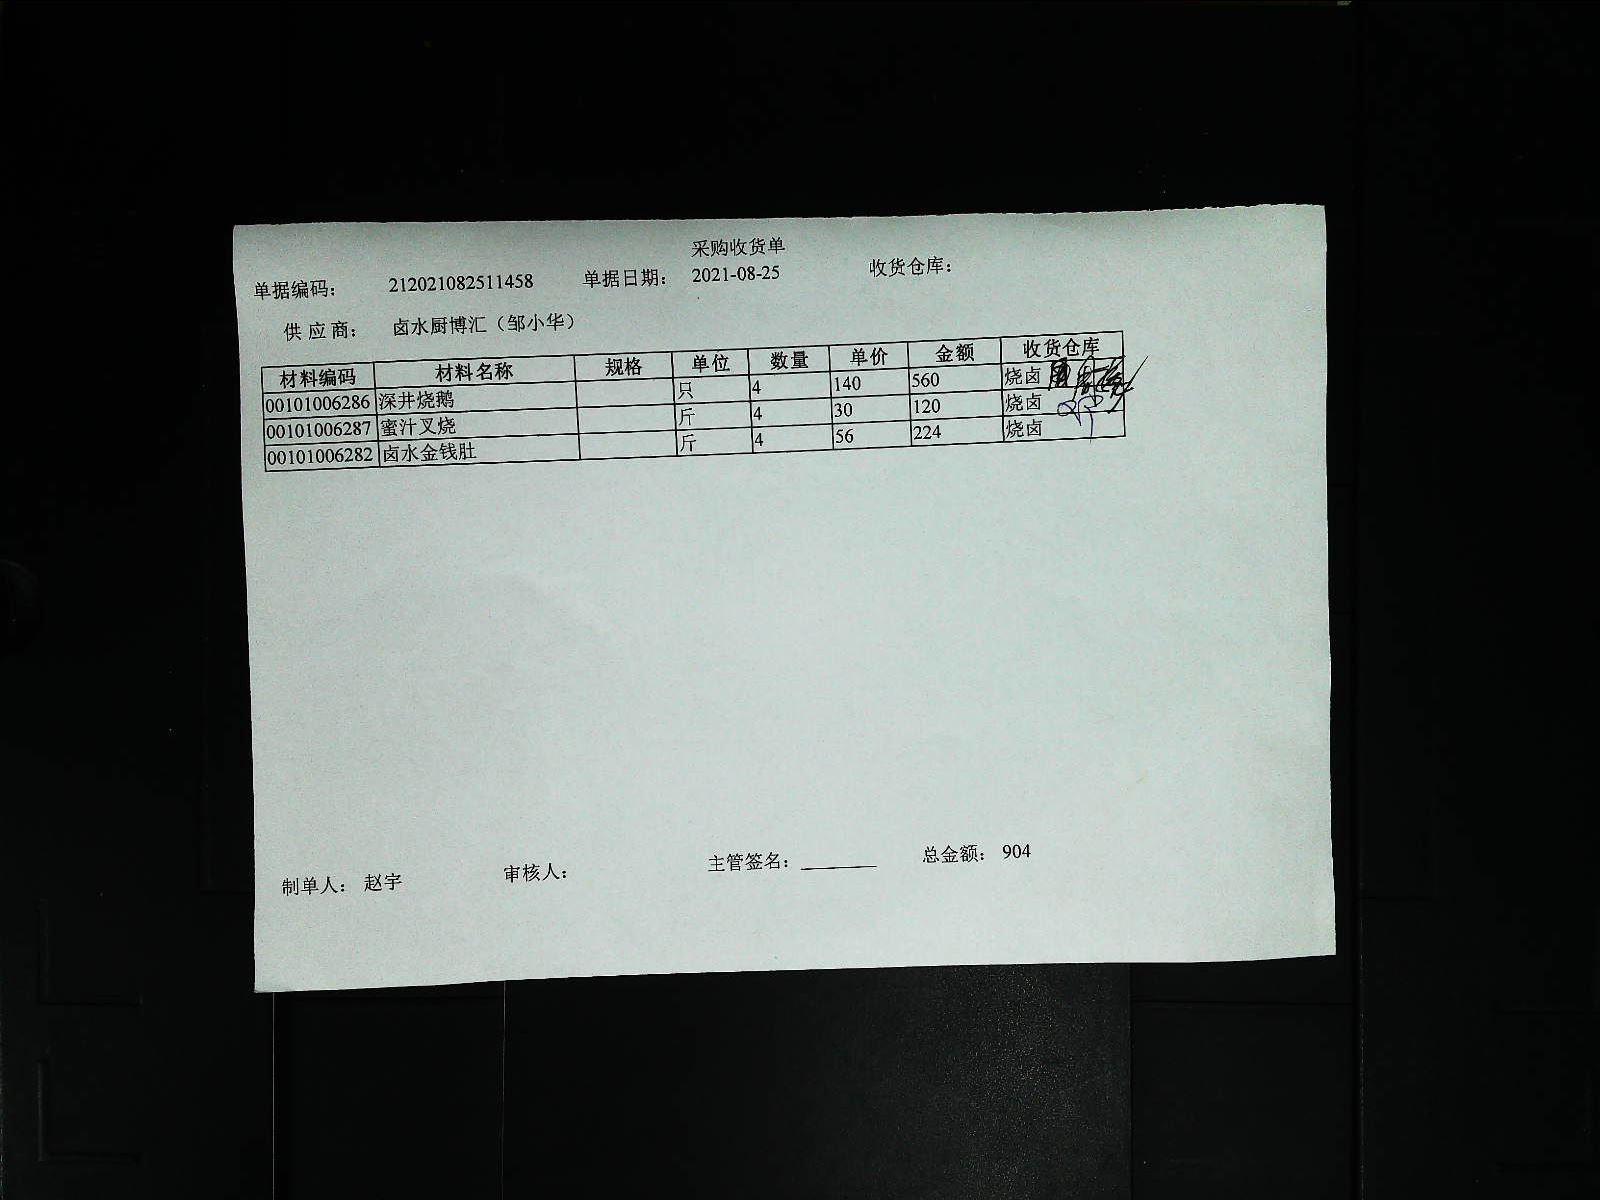 采购收货单
单据编码： 212021082511458 单据日期： 2021-08-25 收货仓库：
供应商： 卤水厨博汇（邹小华）
材料编码 材料名称 规格 单位 数量 单价 金额 收货仓库
00101006286 深井烧鹅 只 4 140 560 烧卤
00101006287 蜜汁叉烧 斤 4 30 120 烧卤
00101006282 卤水金钱肚 斤 4 56 224 烧卤
制单人： 赵宇 审核人： 主管签名： 总金额： 904